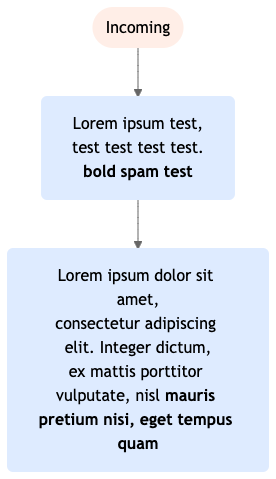 Incoming
Lorem ipsum test,
test test test test.
bold spam test
Lorem ipsum dolor sit
amet,
consectetur adipiscing
elit. Integer dictum,
ex mattis porttitor
vulputate, nisl mauris
pretium nisi, eget tempus
quam